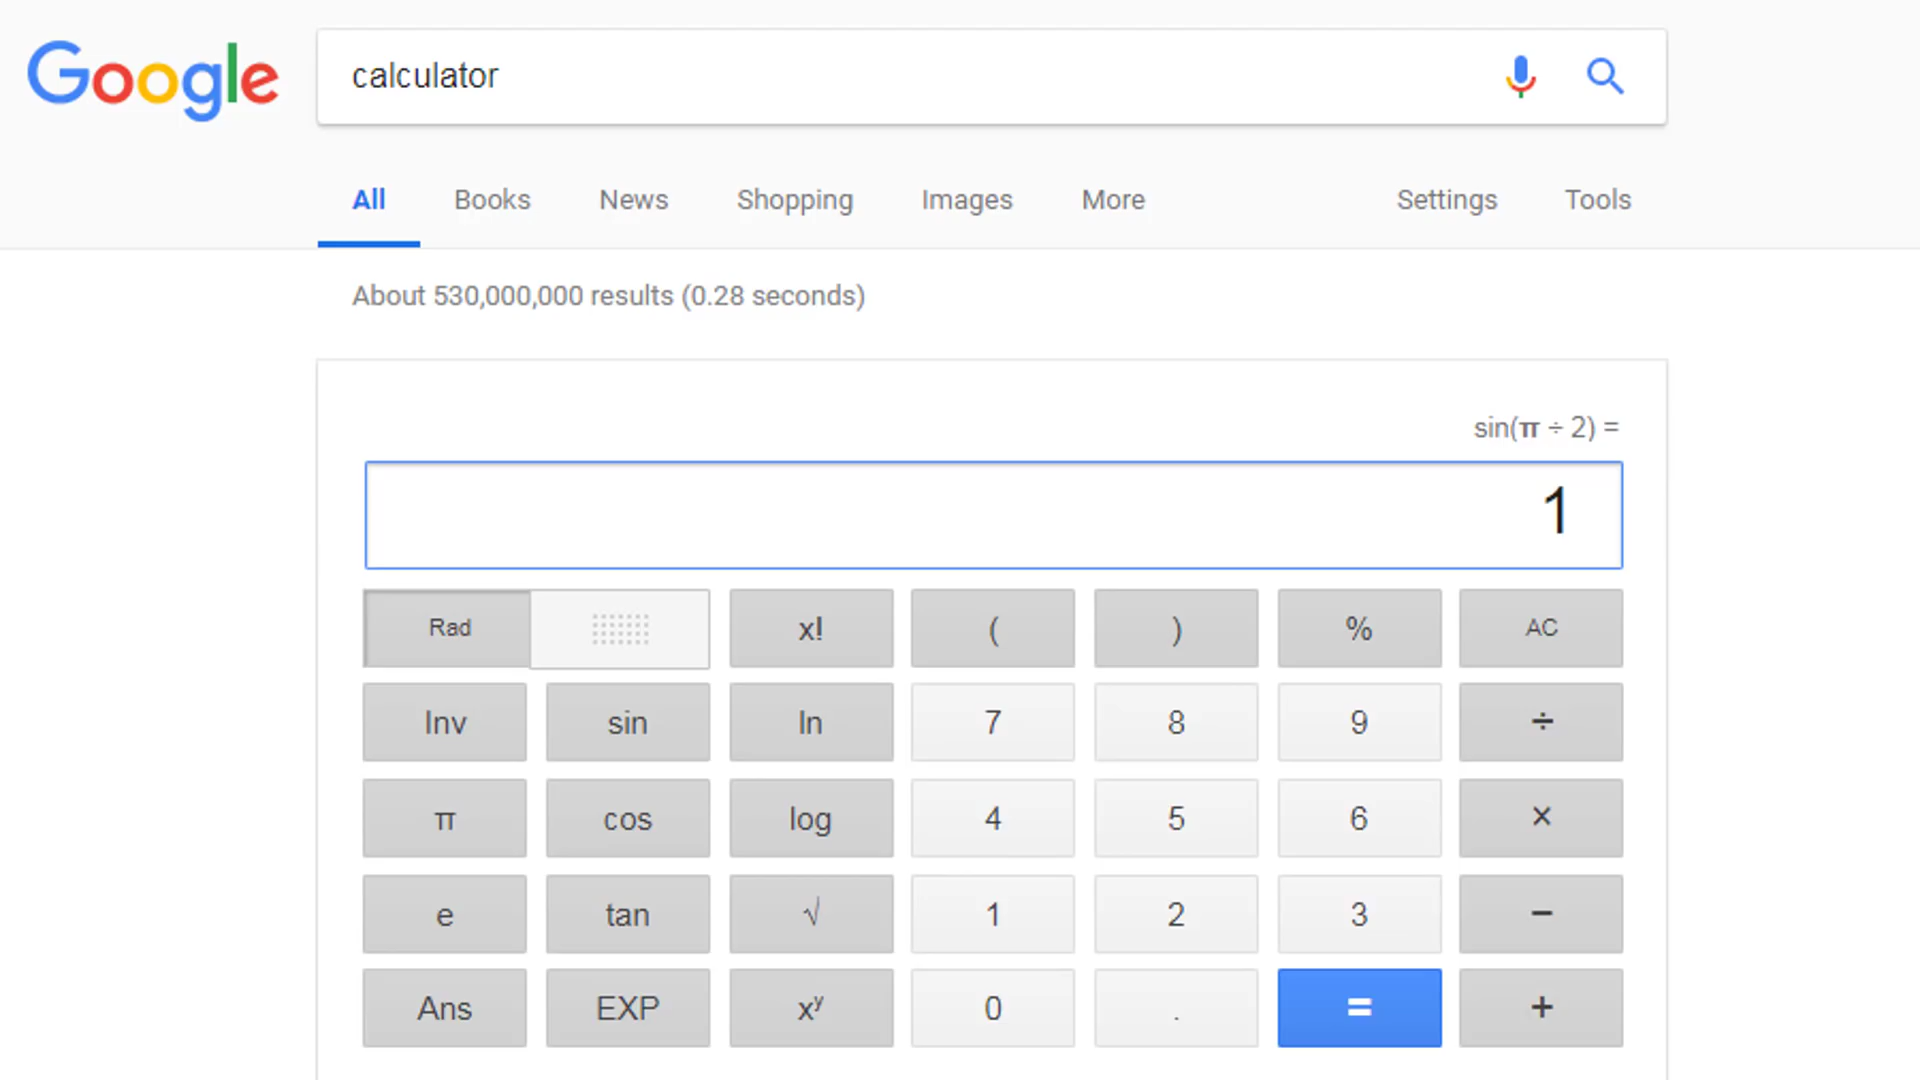 Google calculator
All Books News Shopping Images More Settings Tools
About 530,000,000 results (0.28 seconds)
sin(π ÷ 2) =
1
Rad x! ( ) % AC
Inv sin ln 7 8 9 ÷
π cos log 4 5 6 ×
e tan √ 1 2 3 −
Ans EXP xʸ 0 . = +